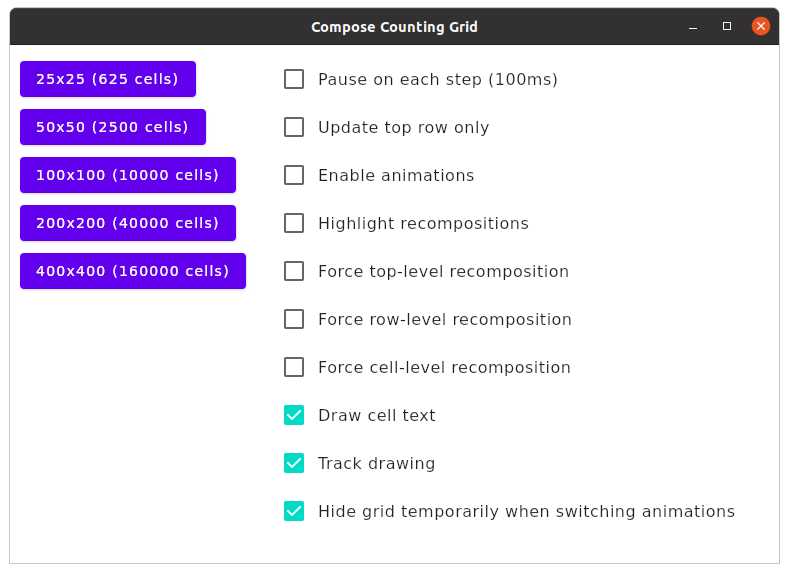 Compose Counting Grid
25x25 (625 cells)
50x50 (2500 cells)
100x100 (10000 cells)
200x200 (40000 cells)
400x400 (160000 cells)
Pause on each step (100ms)
Update top row only
Enable animations
Highlight recompositions
Force top-level recomposition
Force row-level recomposition
Force cell-level recomposition
Draw cell text
Track drawing
Hide grid temporarily when switching animations